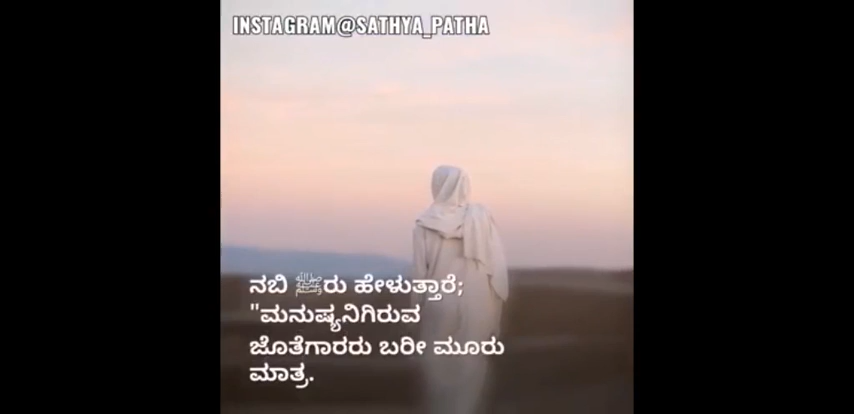 INSTAGRAM@SATHYA_PATHA
ನಬಿ ﷺರು ಹೇಳುತ್ತಾರೆ;
"ಮನುಷ್ಯನಿಗಿರುವ
ಜೊತೆಗಾರರು ಬರೀ ಮೂರು
ಮಾತ್ರ.